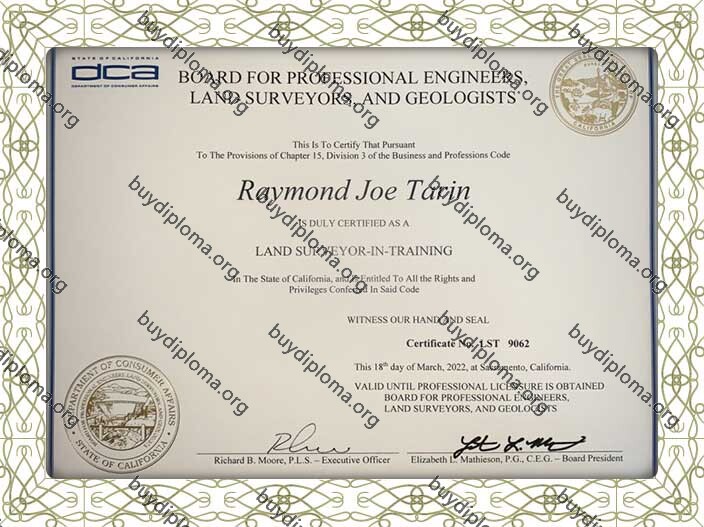 STATE OF CALIFORNIA
dca
DEPARTMENT OF CONSUMER AFFAIRS
BOARD FOR PROFESSIONAL ENGINEERS,
LAND SURVEYORS, AND GEOLOGISTS
This Is To Certify That Pursuant
To The Provisions of Chapter 15, Division 3 of the Business and Professions Code
Raymond Joe Tarin
IS DULY CERTIFIED AS A
LAND SURVEYOR-IN-TRAINING
In The State of California, and is Entitled To All the Rights and
Privileges Conferred In Said Code
WITNESS OUR HAND AND SEAL
Certificate No. LST 9062
This 18th day of March, 2022, at Sacramento, California.
VALID UNTIL PROFESSIONAL LICENSURE IS OBTAINED
BOARD FOR PROFESSIONAL ENGINEERS,
LAND SURVEYORS, AND GEOLOGISTS
DEPARTMENT OF CONSUMER AFFAIRS
STATE OF CALIFORNIA
Richard B. Moore, P.L.S. – Executive Officer
Elizabeth L. Mathieson, P.G., C.E.G. – Board President
buydiploma.org